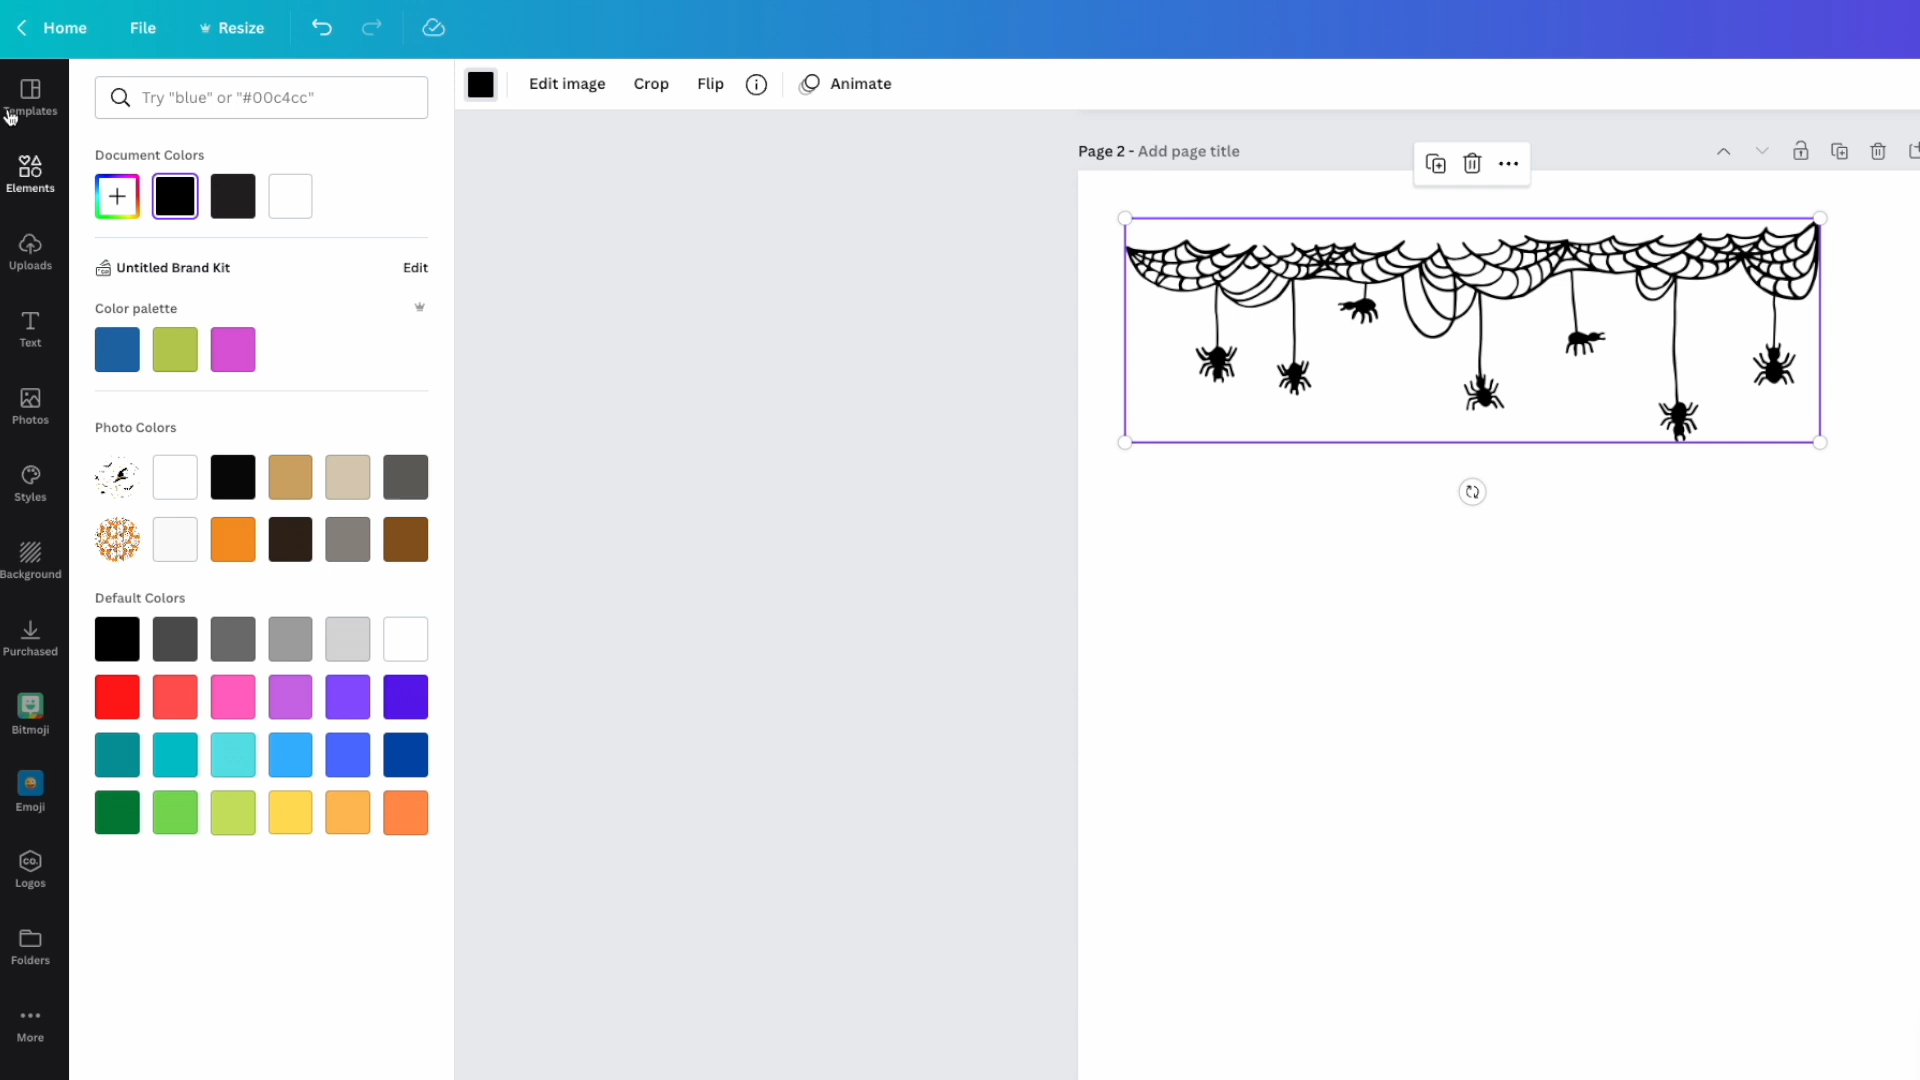 Home
File
Resize
Templates
Elements
Uploads
Text
Photos
Styles
Background
Purchased
Bitmoji
Emoji
co.
Logos
Folders
More
Try "blue" or "#00c4cc"
Document Colors
Untitled Brand Kit
Edit
Color palette
Photo Colors
Default Colors
Edit image
Crop
Flip
Animate
Page 2 - Add page title